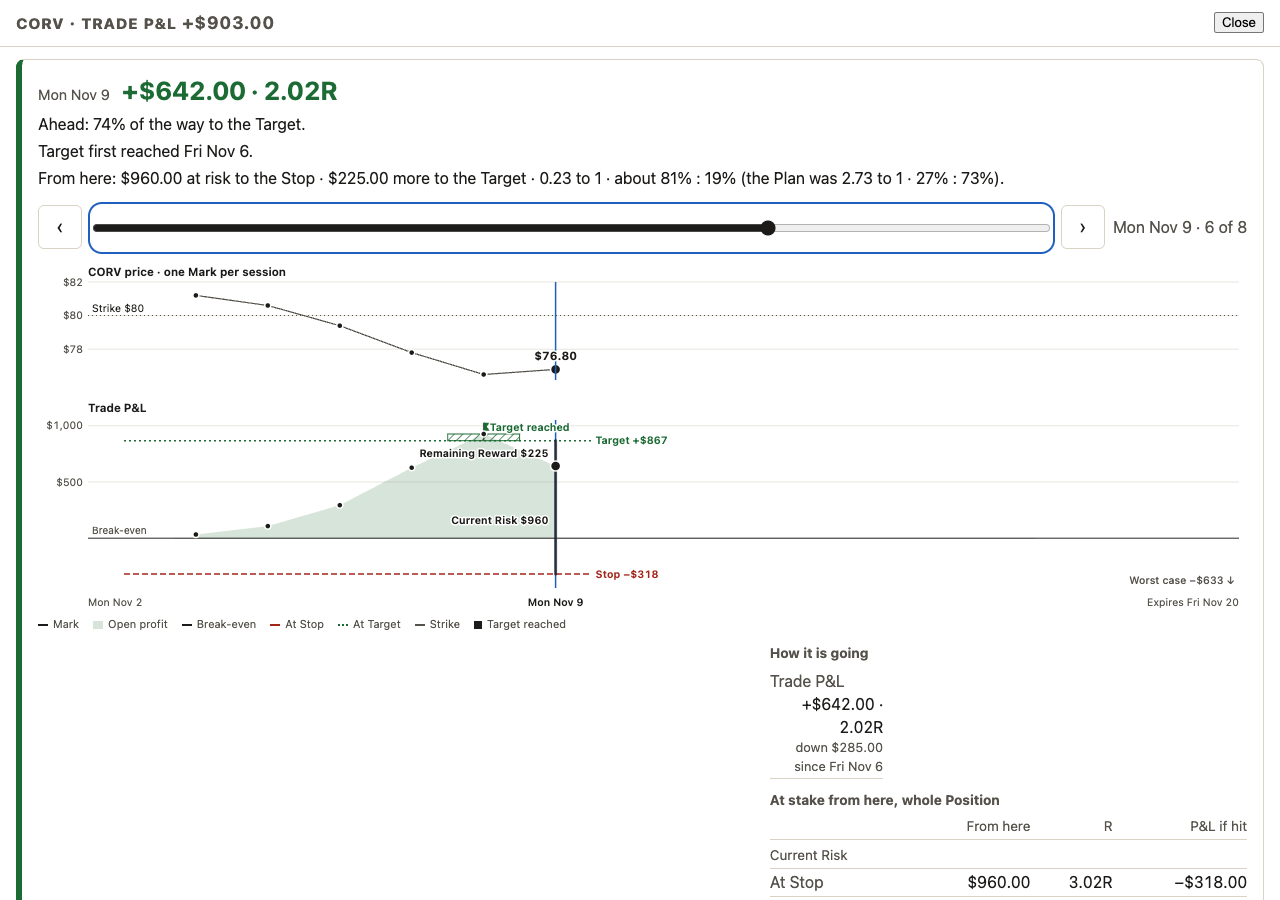 CORV · TRADE P&L +$903.00
Close
Mon Nov 9 +$642.00 · 2.02R
Ahead: 74% of the way to the Target.
Target first reached Fri Nov 6.
From here: $960.00 at risk to the Stop · $225.00 more to the Target · 0.23 to 1 · about 81% : 19% (the Plan was 2.73 to 1 · 27% : 73%).
‹
›
Mon Nov 9 · 6 of 8
CORV price · one Mark per session
$82
Strike $80
$80
$78
$76.80
Trade P&L
$1,000
Target reached
Target +$867
Remaining Reward $225
$500
Current Risk $960
Break-even
Stop −$318
Worst case −$633 ↓
Mon Nov 2
Mon Nov 9
Expires Fri Nov 20
Mark Open profit Break-even At Stop At Target Strike Target reached
How it is going
Trade P&L
+$642.00 ·
2.02R
down $285.00
since Fri Nov 6
At stake from here, whole Position
From here R P&L if hit
Current Risk
At Stop $960.00 3.02R −$318.00